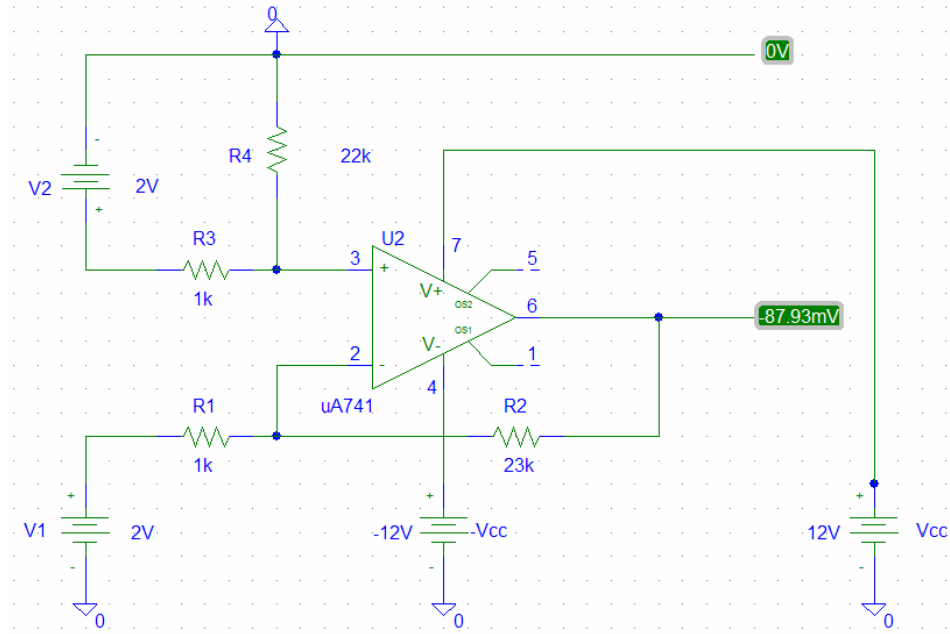 0
0V
R4
22k
V2
-
2V
+
R3
1k
U2
7
3
+
5
V+
OS2
6
-87.93mV
OS1
V-
2
-
1
4
uA741
R1
1k
R2
23k
+
V1
2V
-
0
+
-12V
-Vcc
-
0
+
12V
Vcc
-
0